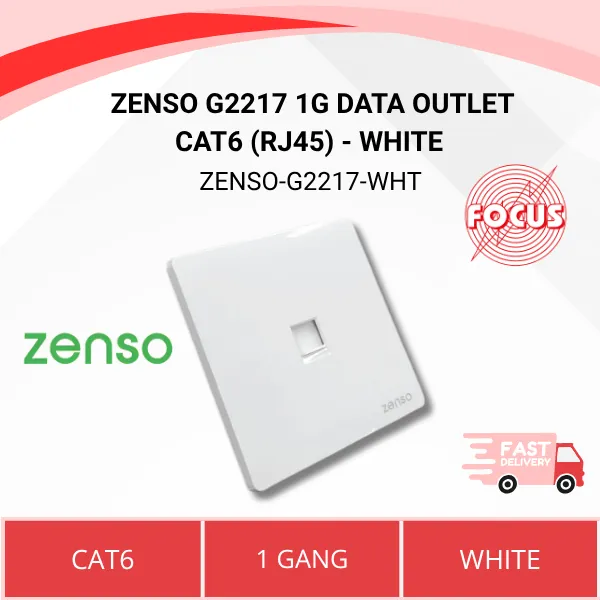 ZENSO G2217 1G DATA OUTLET
CAT6 (RJ45) - WHITE
ZENSO-G2217-WHT
FOCUS
zenso
zenso
FAST
DELIVERY
CAT6
1 GANG
WHITE